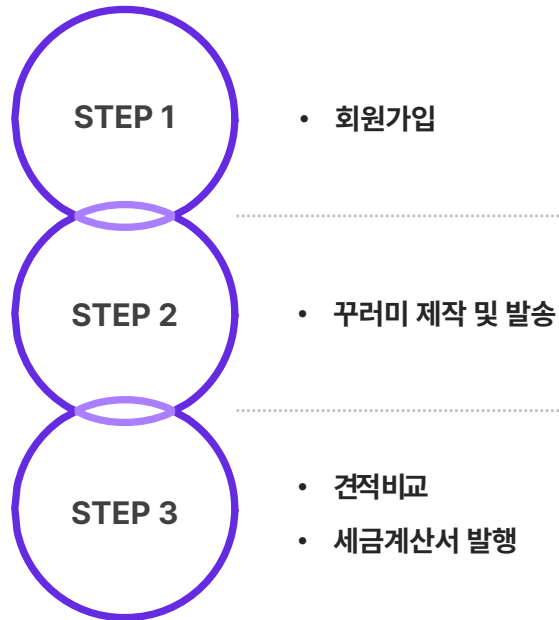 STEP 1
• 회원가입
STEP 2
• 꾸러미 제작 및 발송
STEP 3
• 견적비교
• 세금계산서 발행